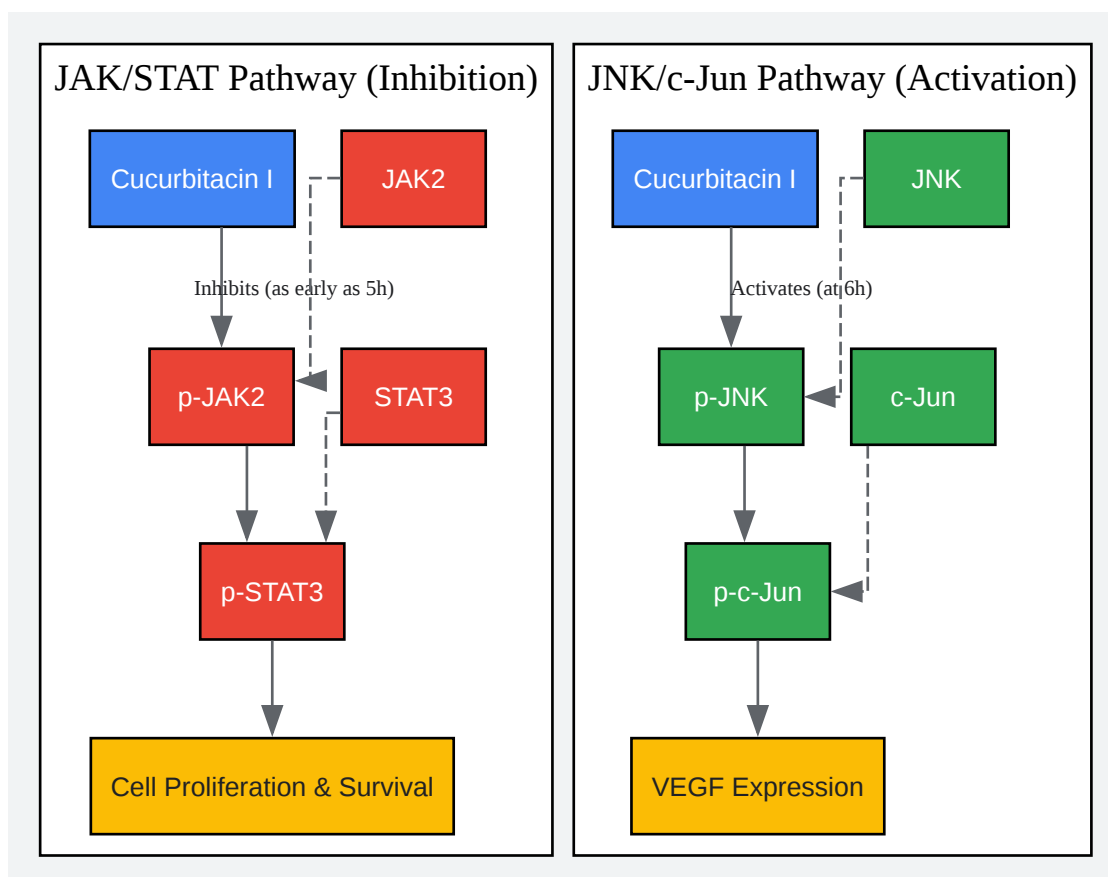 JAK/STAT Pathway (Inhibition)
Cucurbitacin I
JAK2
Inhibits (as early as 5h)
p-JAK2
STAT3
p-STAT3
Cell Proliferation & Survival
JNK/c-Jun Pathway (Activation)
Cucurbitacin I
JNK
Activates (at 6h)
p-JNK
c-Jun
p-c-Jun
VEGF Expression